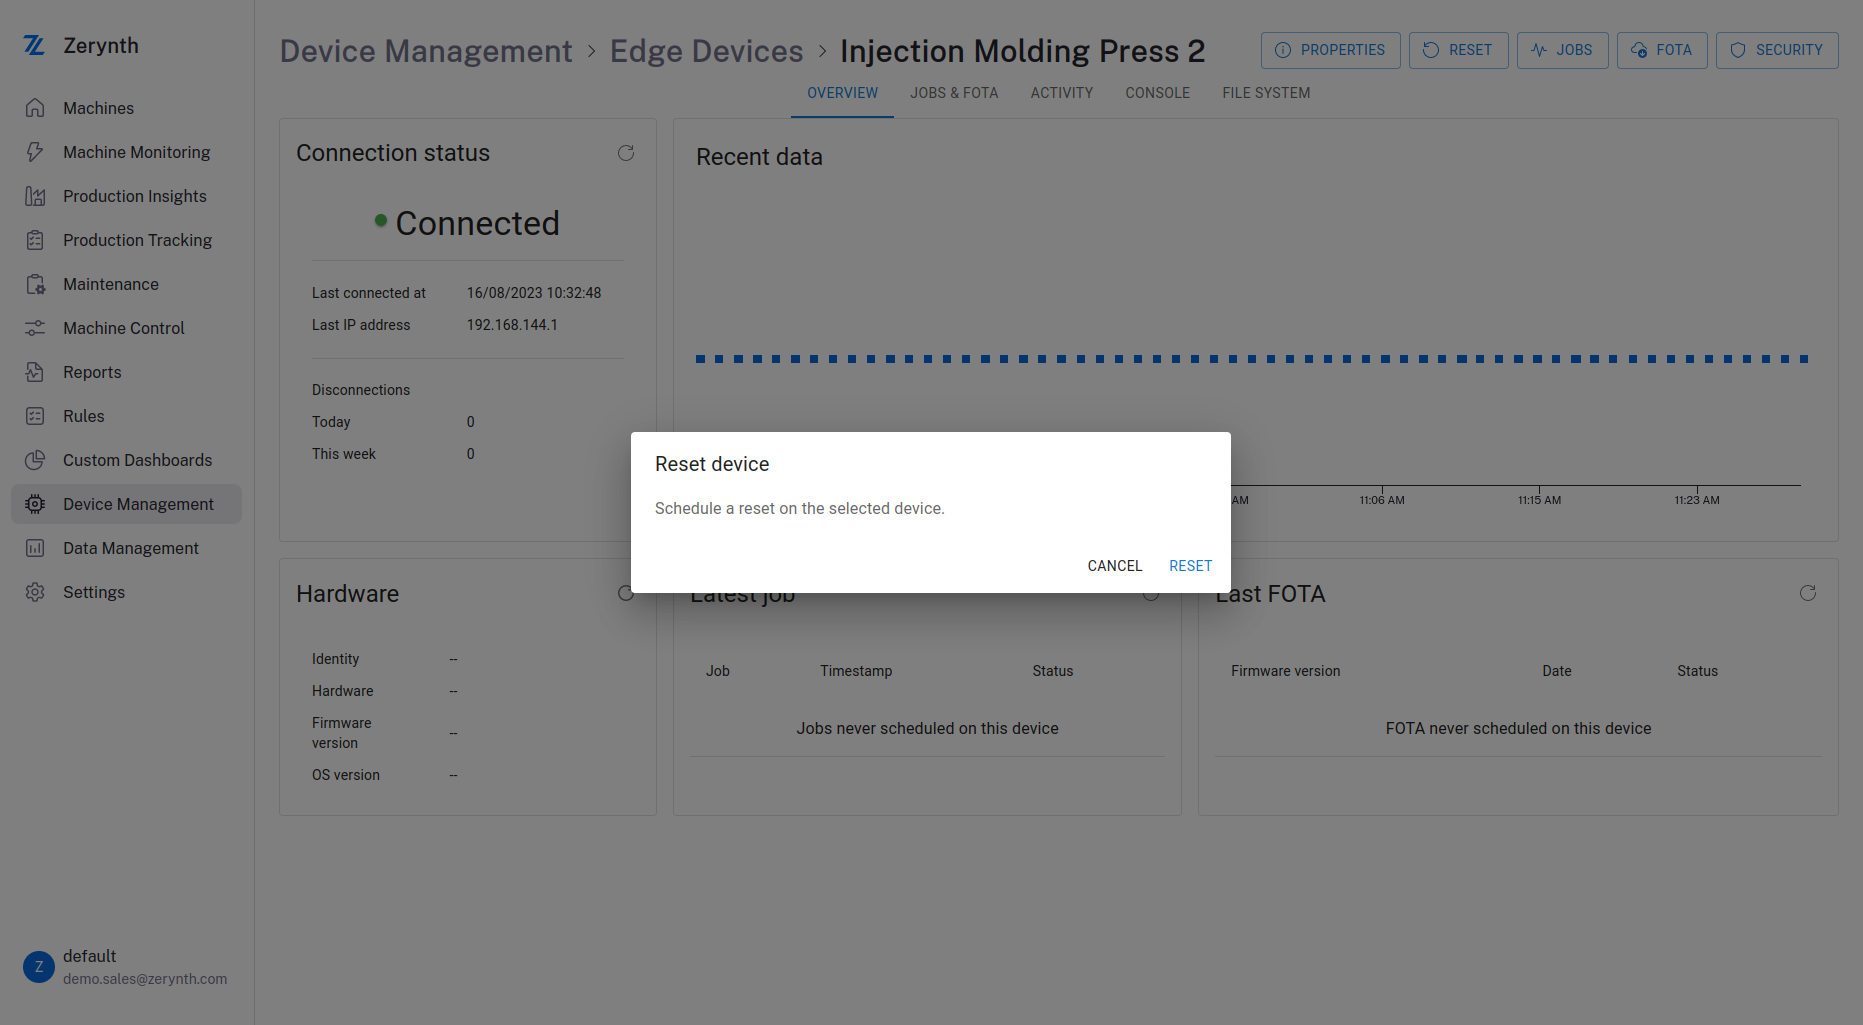 Zerynth
Machines
Machine Monitoring
Production Insights
Production Tracking
Maintenance
Machine Control
Reports
Rules
Custom Dashboards
Device Management
Data Management
Settings
Z
default
demo.sales@zerynth.com
Device Management > Edge Devices > Injection Molding Press 2
PROPERTIES
RESET
JOBS
FOTA
SECURITY
OVERVIEW
JOBS & FOTA
ACTIVITY
CONSOLE
FILE SYSTEM
Connection status
Connected
Last connected at 16/08/2023 10:32:48
Last IP address 192.168.144.1
Disconnections
Today 0
This week 0
Recent data
AM
11:06 AM
11:15 AM
11:23 AM
Reset device
Schedule a reset on the selected device.
CANCEL
RESET
Hardware
Identity --
Hardware --
Firmware
version --
OS version --
Latest job
Job Timestamp Status
Jobs never scheduled on this device
Last FOTA
Firmware version Date Status
FOTA never scheduled on this device